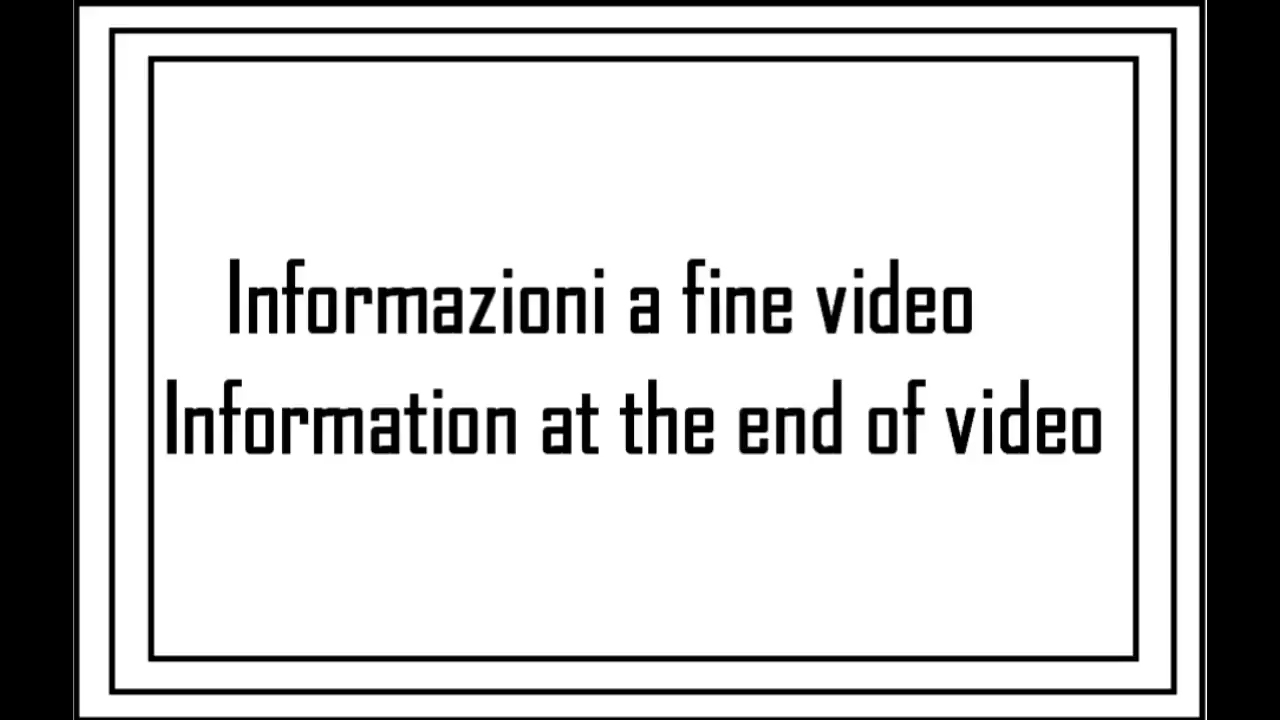 Informazioni a fine video
Information at the end of video